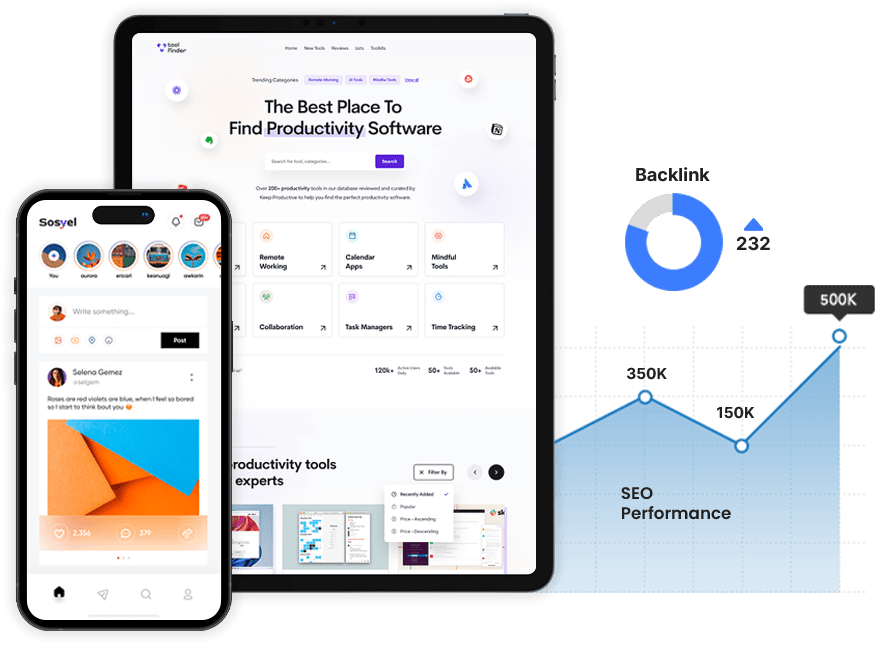 tool
finder
Home New Tools Reviews Lists Toolkits
Trending Categories Remote Working AI Tools Mindful Tools View all
The Best Place To
Find Productivity Software
Search for tool, categories... Search
Over 200+ productivity tools in our database reviewed and curated by
Keep Productive to help you find the perfect productivity software.
Remote
Working
Calendar
Apps
Mindful
Tools
Collaboration
Task Managers
Time Tracking
120k+ Active Users
Daily
50+ Tools
Available
50+ Available
Tools
roductivity tools
experts
Filter By
Recently Added
Popular
Price - Ascending
Price - Descending
Sosyel
You aurora ericarl keanuagi awkarin
Write something...
Post
Selena Gemez
@selgem
Roses are red violets are blue, when I feel so bored
so I start to think bout you
2.356 379
Backlink
232
500K
350K
150K
SEO
Performance